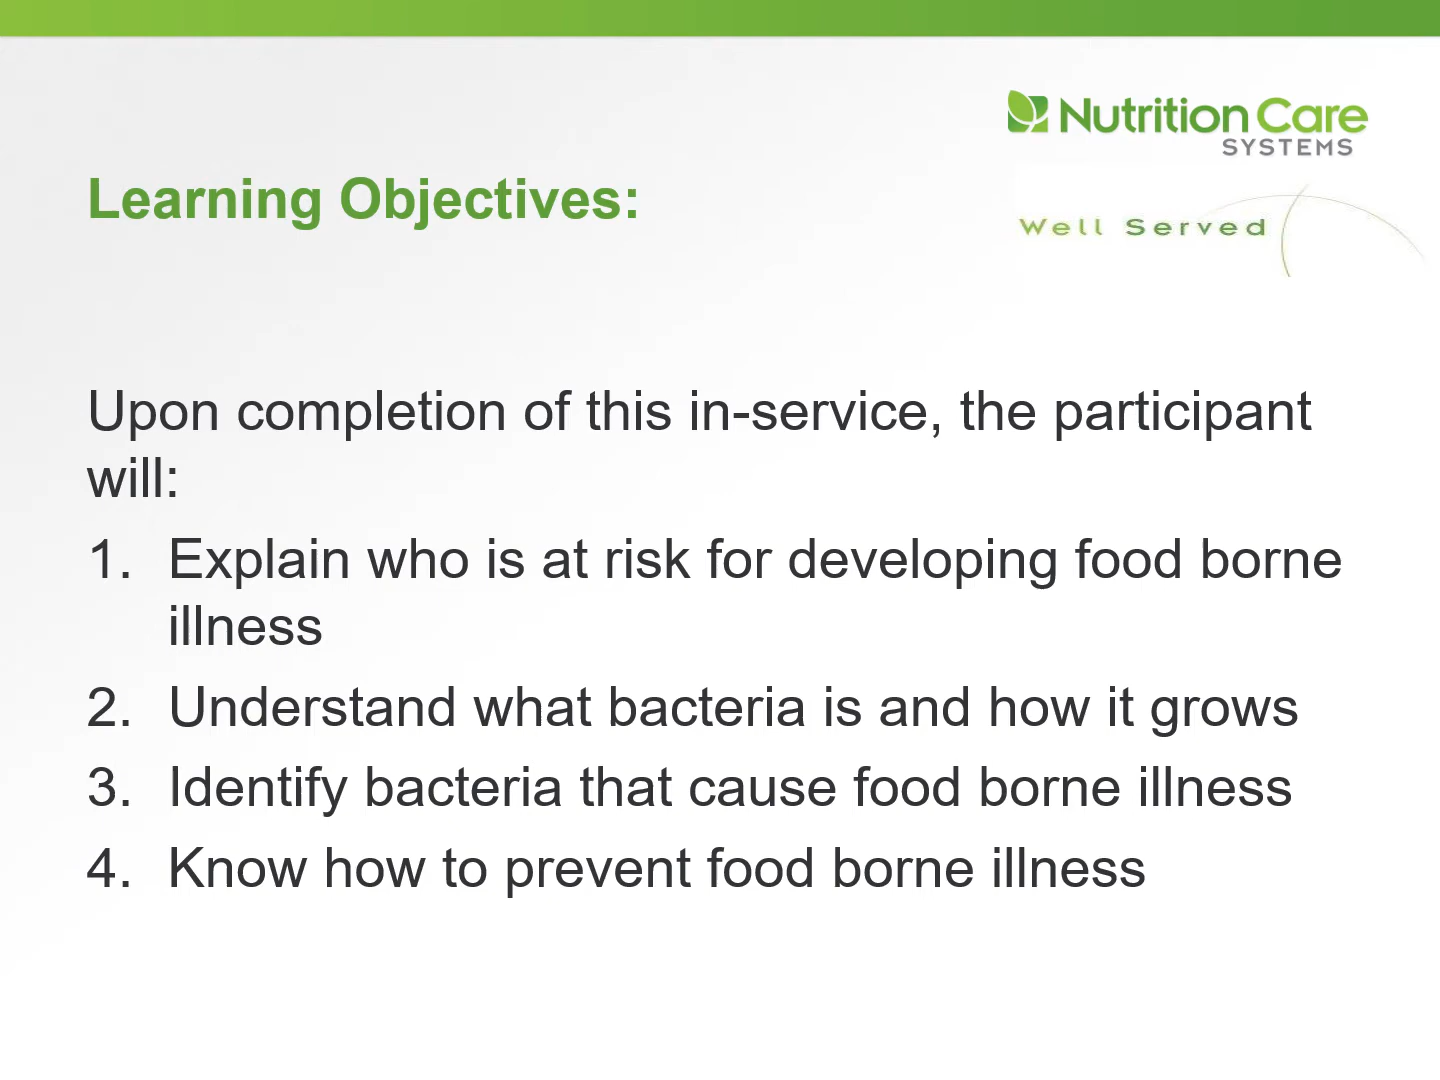 Nutrition Care
SYSTEMS
Learning Objectives:
Well Served
Upon completion of this in-service, the participant
will:
1. Explain who is at risk for developing food borne
illness
2. Understand what bacteria is and how it grows
3. Identify bacteria that cause food borne illness
4. Know how to prevent food borne illness